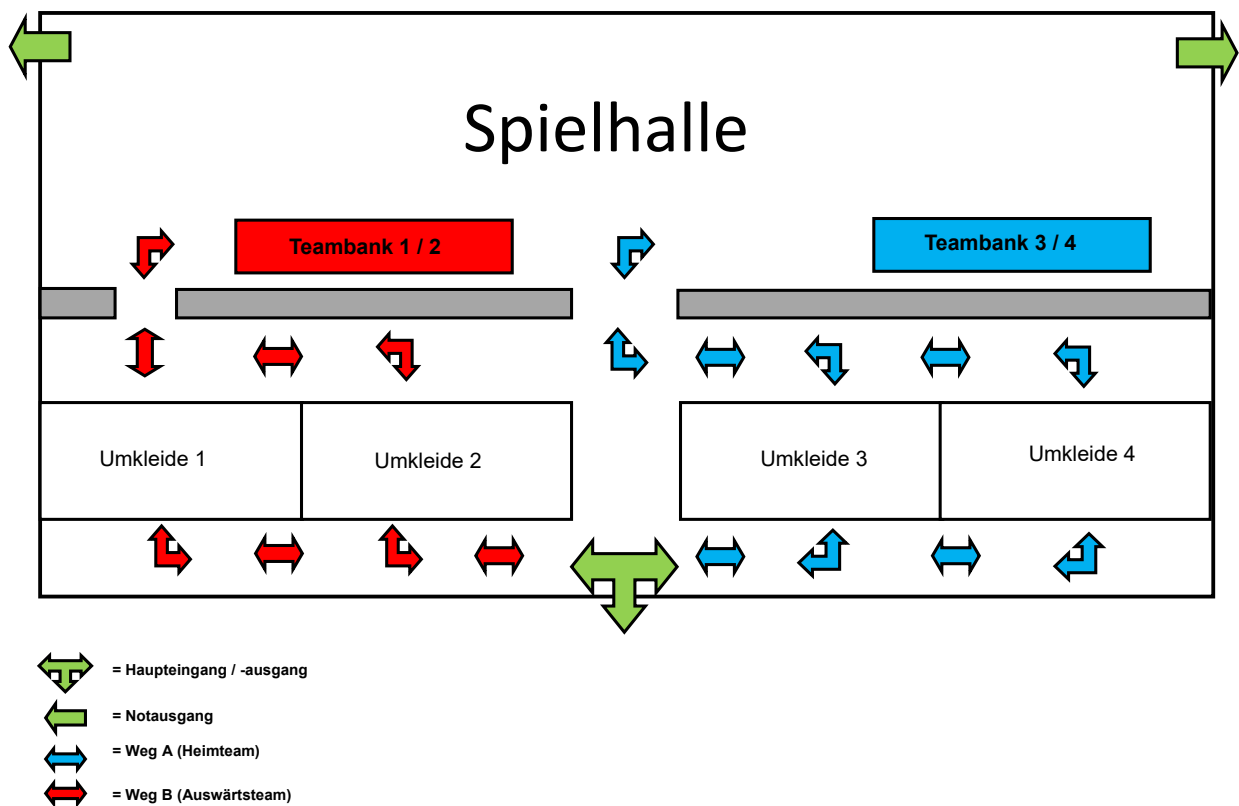 Spielhalle
Teambank 1 / 2
Teambank 3 / 4
Umkleide 1
Umkleide 2
Umkleide 3
Umkleide 4
= Haupteingang / -ausgang
= Notausgang
= Weg A (Heimteam)
= Weg B (Auswärtsteam)